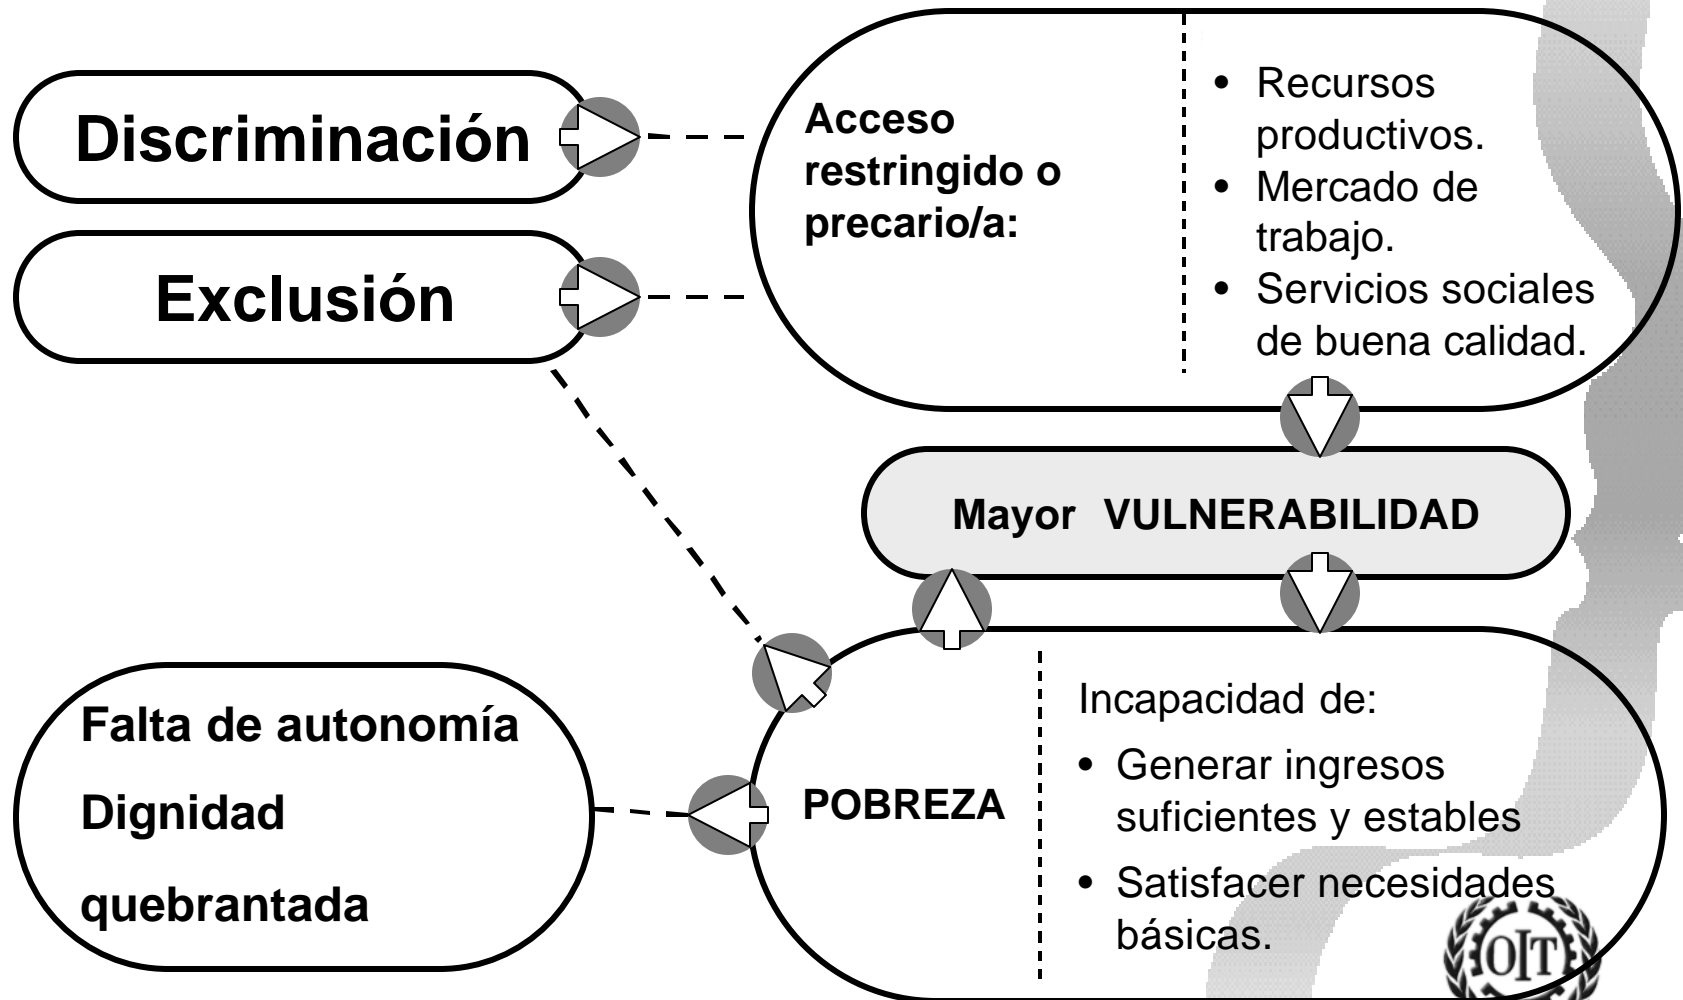 Discriminación
Exclusión
Acceso
restringido o
precario/a:
• Recursos
productivos.
• Mercado de
trabajo.
• Servicios sociales
de buena calidad.
Mayor VULNERABILIDAD
POBREZA
Incapacidad de:
• Generar ingresos
suficientes y estables
• Satisfacer necesidades
básicas.
Falta de autonomía
Dignidad
quebrantada
OIT